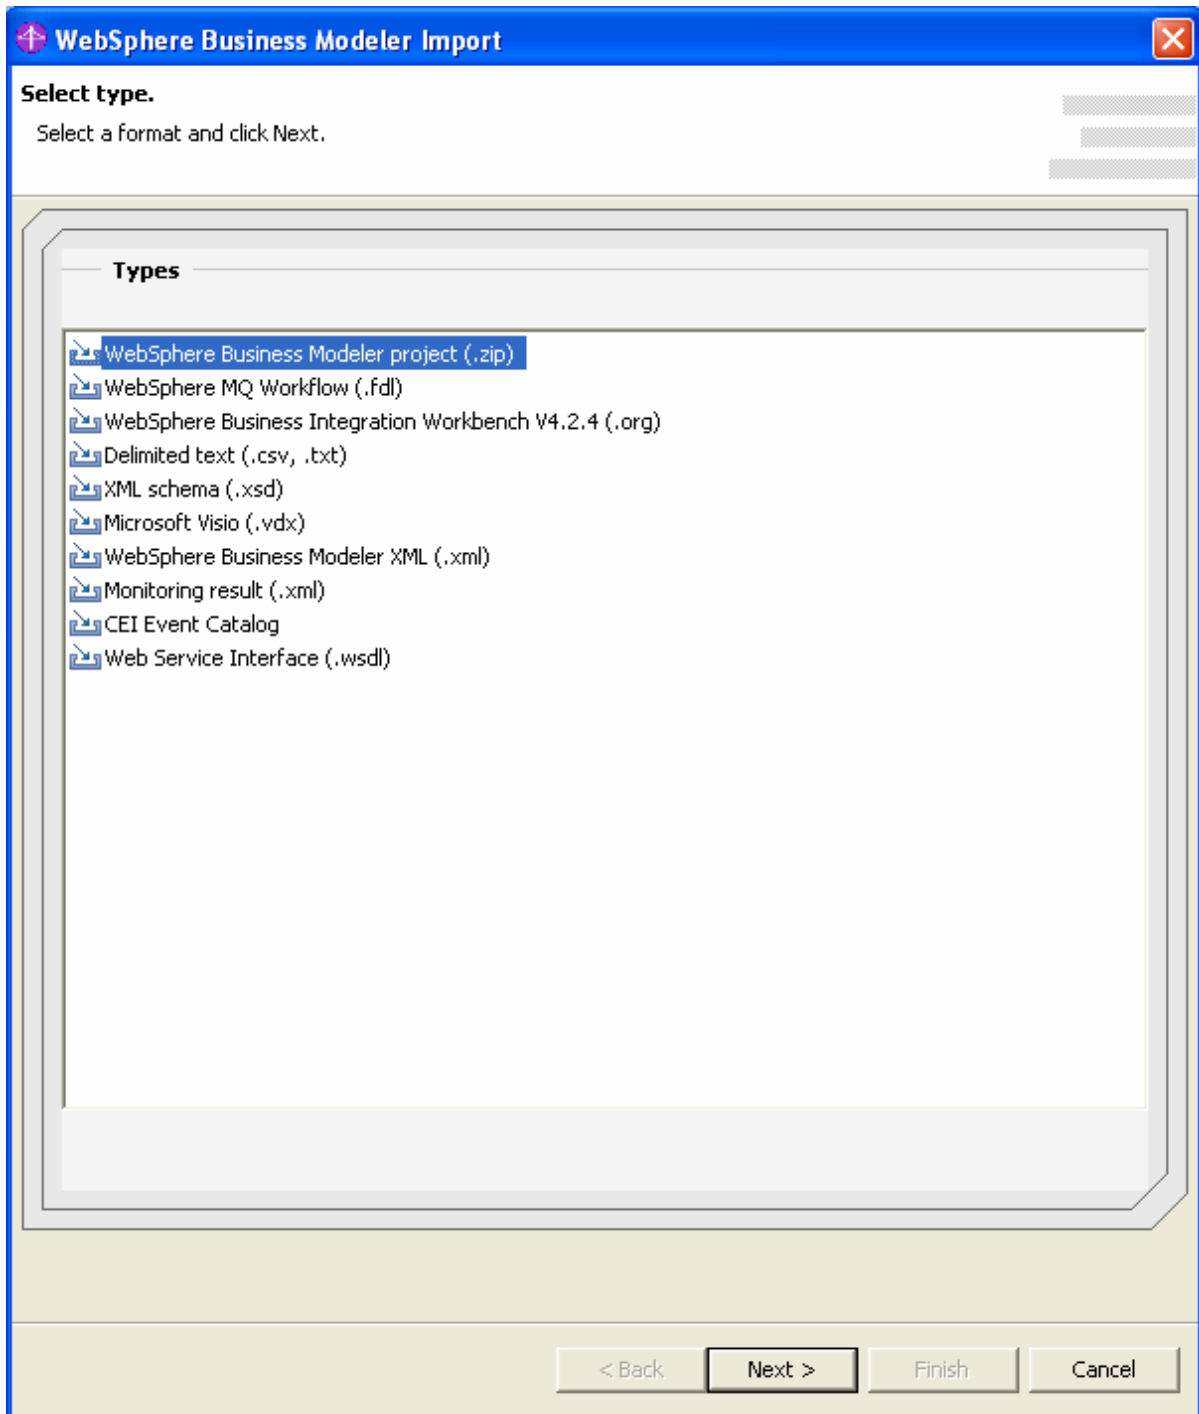 WebSphere Business Modeler Import
Select type.
Select a format and click Next.
Types
WebSphere Business Modeler project (.zip)
WebSphere MQ Workflow (.fdl)
WebSphere Business Integration Workbench V4.2.4 (.org)
Delimited text (.csv, .txt)
XML schema (.xsd)
Microsoft Visio (.vdx)
WebSphere Business Modeler XML (.xml)
Monitoring result (.xml)
CEI Event Catalog
Web Service Interface (.wsdl)
< Back Next > Finish Cancel